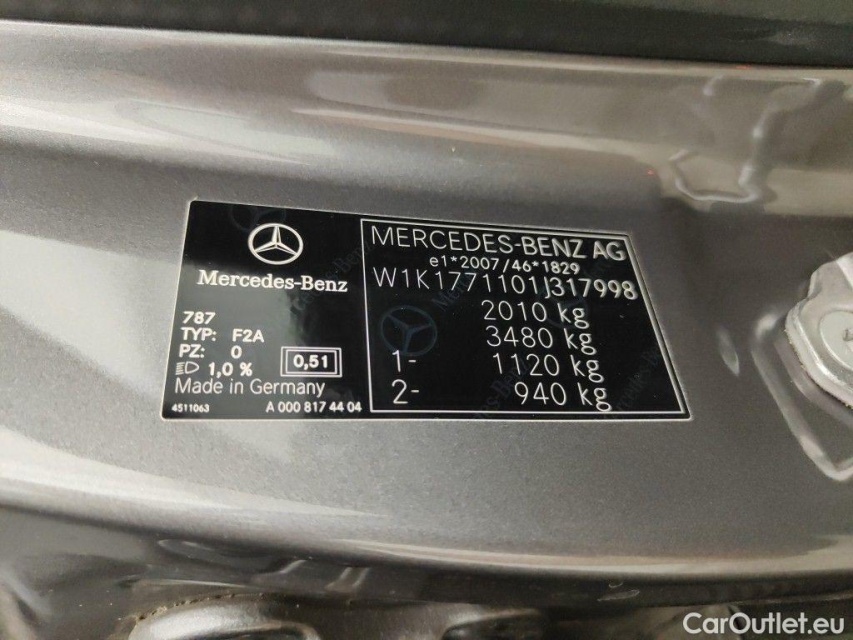 Mercedes-Benz
787
TYP: F2A
PZ: 0
1,0 %
0,51
Made in Germany
4511063
A 000 817 44 04
MERCEDES-BENZ AG
e1*2007/46*1829
W1K1771101J317998
2010 kg
3480 kg
1- 1120 kg
2- 940 kg
CarOutlet.eu